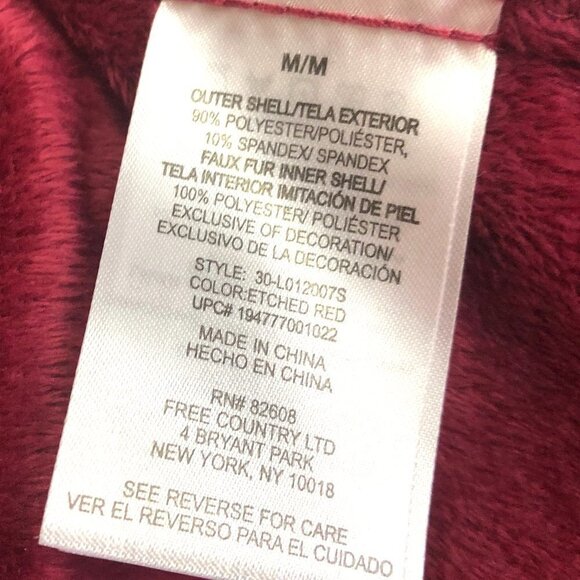 M/M
OUTER SHELL/TELA EXTERIOR
90% POLYESTER/POLIÉSTER,
10% SPANDEX/ SPANDEX
FAUX FUR INNER SHELL/
TELA INTERIOR IMITACIÓN DE PIEL
100% POLYESTER/ POLIÉSTER
EXCLUSIVE OF DECORATION/
EXCLUSIVO DE LA DECORACIÓN
STYLE: 30-L012007S
COLOR:ETCHED RED
UPC# 194777001022
MADE IN CHINA
HECHO EN CHINA
RN# 82608
FREE COUNTRY LTD
4 BRYANT PARK
NEW YORK, NY 10018
SEE REVERSE FOR CARE
VER EL REVERSO PARA EL CUIDADO